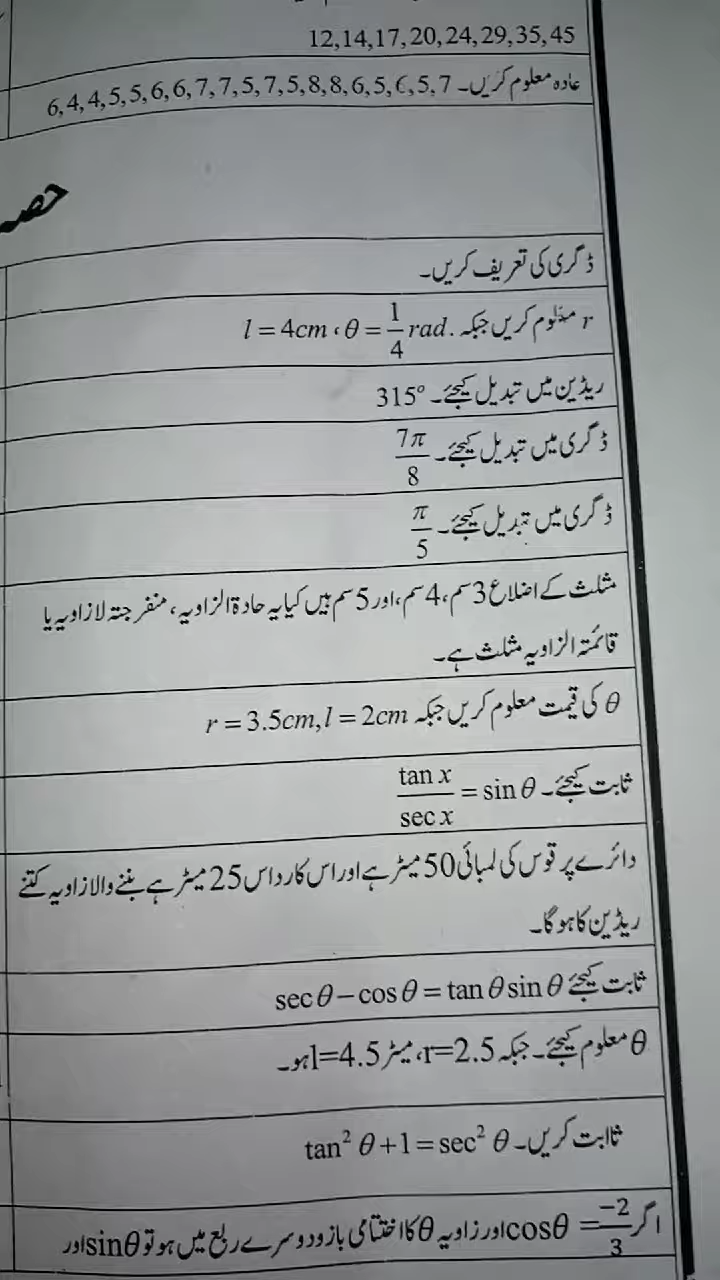 12,14,17,20,24,29,35,45
عادہ معلوم کریں۔ 6,4,4,5,5,6,6,7,7,5,7,5,8,8,6,5,6,5,7
حصہ
ڈگری کی تعریف کریں۔
r معلوم کریں جبکہ l = 4cm ، θ = 1/4 rad.
ریڈین میں تبدیل کیجئے۔ 315°
ڈگری میں تبدیل کیجئے۔ 7π/8
ڈگری میں تبدیل کیجئے۔ π/5
مثلث کے اضلاع 3 سم، 4 سم، اور 5 سم ہیں کیا یہ حادۃ الزاویہ، منفرجتہ لازاویہ یا
قائمتہ الزاویہ مثلث ہے۔
θ کی قیمت معلوم کریں جبکہ r = 3.5cm, l = 2cm
ثابت کیجئے۔ tan x / sec x = sin θ
دائرے پر قوس کی لمبائی 50 میٹر ہے اور اس کا رداس 25 میٹر ہے بننے والا زاویہ کتنے
ریڈین کا ہو گا۔
ثابت کیجئے sec θ − cos θ = tan θ sin θ
θ معلوم کیجئے۔ جبکہ r=2.5، میٹر l=4.5 ہو۔
ثاابت کریں۔ tan² θ + 1 = sec² θ
اگر cosθ = −2/3 اور زاویہ θ کا اختتامی بازو دوسرے ربع میں ہو تو sinθ اور